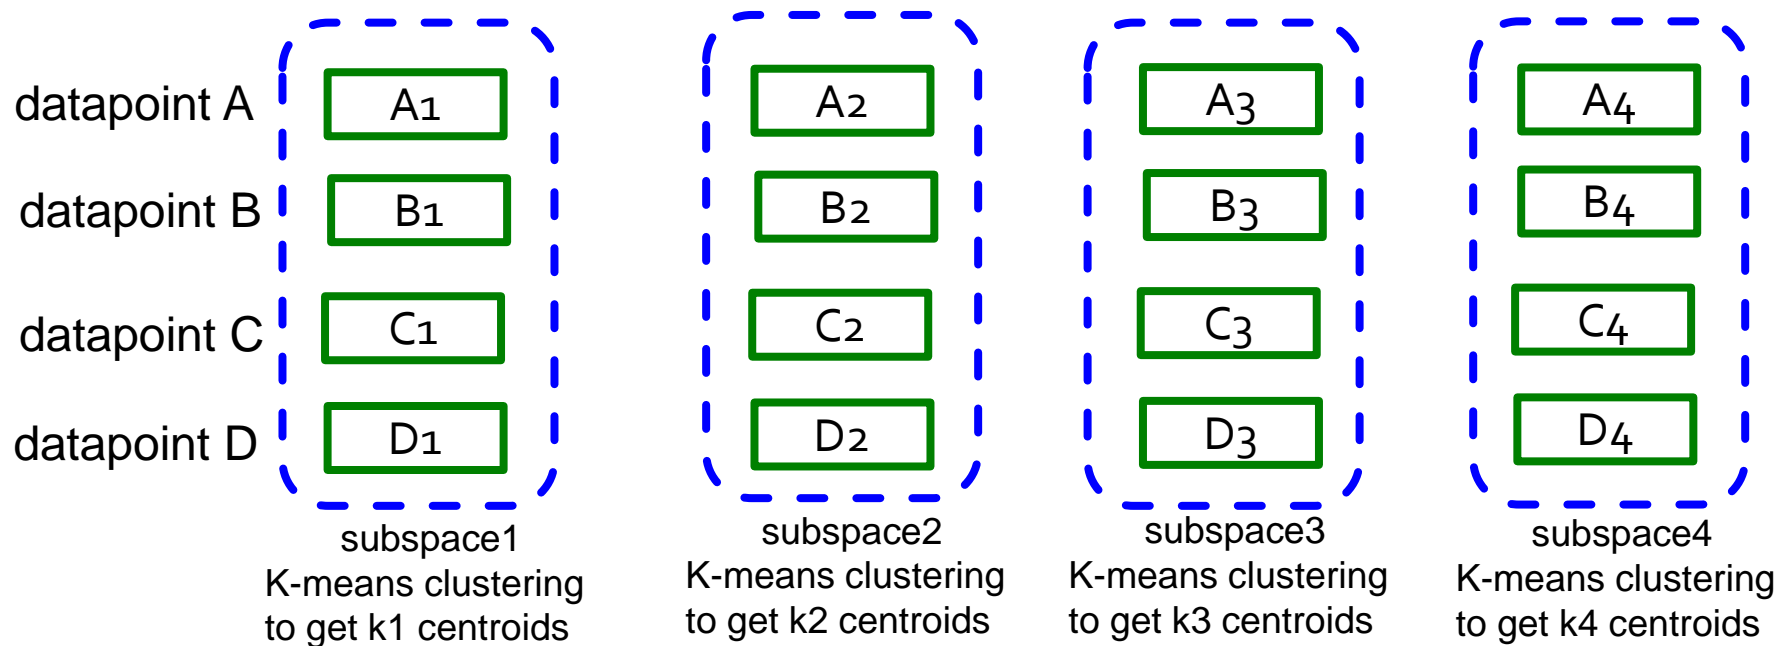 datapoint A A1 A2 A3 A4
datapoint B B1 B2 B3 B4
datapoint C C1 C2 C3 C4
datapoint D D1 D2 D3 D4
subspace1 subspace2 subspace3 subspace4
K-means clustering K-means clustering K-means clustering K-means clustering
to get k1 centroids to get k2 centroids to get k3 centroids to get k4 centroids